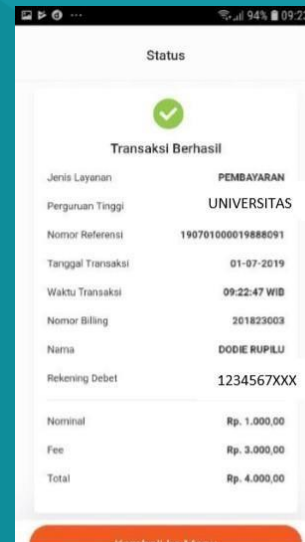 94% 09:22
Status
Transaksi Berhasil
Jenis Layanan PEMBAYARAN
Perguruan Tinggi UNIVERSITAS
Nomor Referensi 190701000019888091
Tanggal Transaksi 01-07-2019
Waktu Transaksi 09:22:47 WIB
Nomor Billing 201823003
Nama DODIE RUPILU
Rekening Debet 1234567XXX
Nominal Rp. 1.000,00
Fee Rp. 3.000,00
Total Rp. 4.000,00